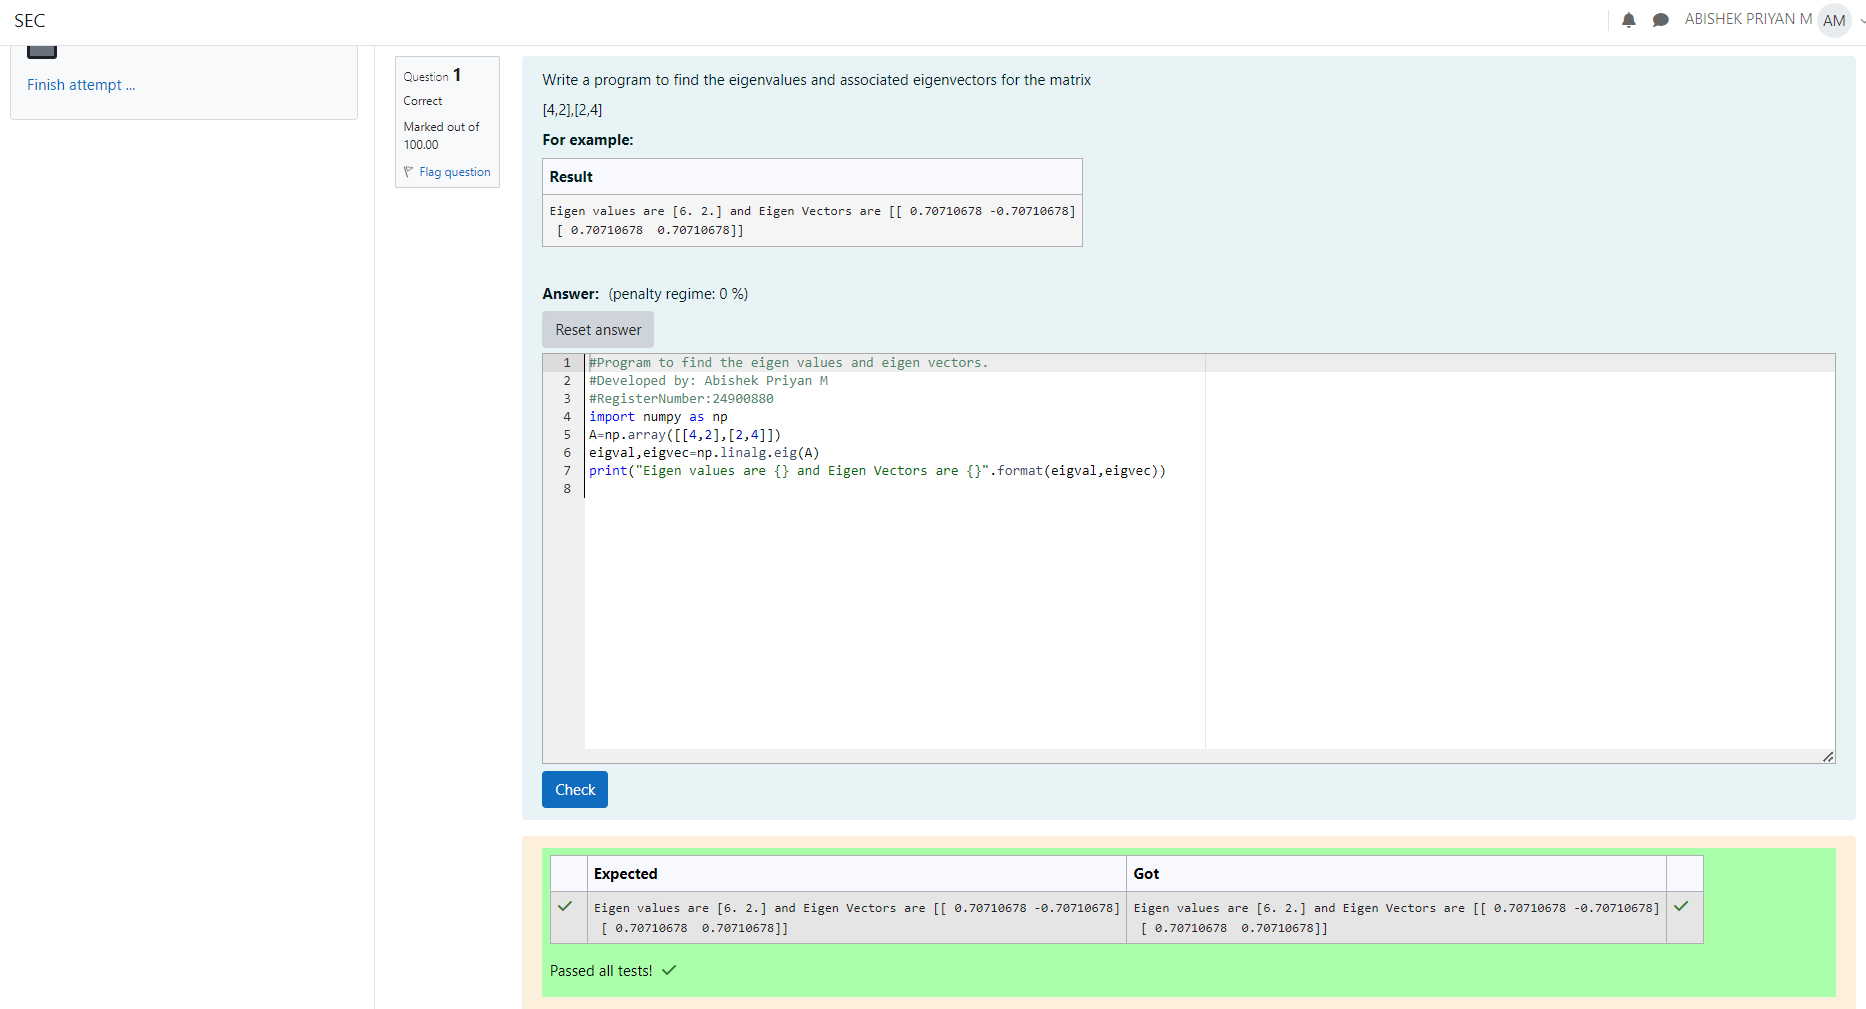 SEC
ABISHEK PRIYAN M AM
Finish attempt ...
Question 1
Correct
Marked out of
100.00
Flag question
Write a program to find the eigenvalues and associated eigenvectors for the matrix
[4,2],[2,4]
For example:
Result
Eigen values are [6. 2.] and Eigen Vectors are [[ 0.70710678 -0.70710678]
 [ 0.70710678  0.70710678]]
Answer: (penalty regime: 0 %)
Reset answer
1 #Program to find the eigen values and eigen vectors.
2 #Developed by: Abishek Priyan M
3 #RegisterNumber:24900880
4 import numpy as np
5 A=np.array([[4,2],[2,4]])
6 eigval,eigvec=np.linalg.eig(A)
7 print("Eigen values are {} and Eigen Vectors are {}".format(eigval,eigvec))
8
Check
Expected Got
Eigen values are [6. 2.] and Eigen Vectors are [[ 0.70710678 -0.70710678] Eigen values are [6. 2.] and Eigen Vectors are [[ 0.70710678 -0.70710678]
 [ 0.70710678  0.70710678]] [ 0.70710678  0.70710678]]
Passed all tests!